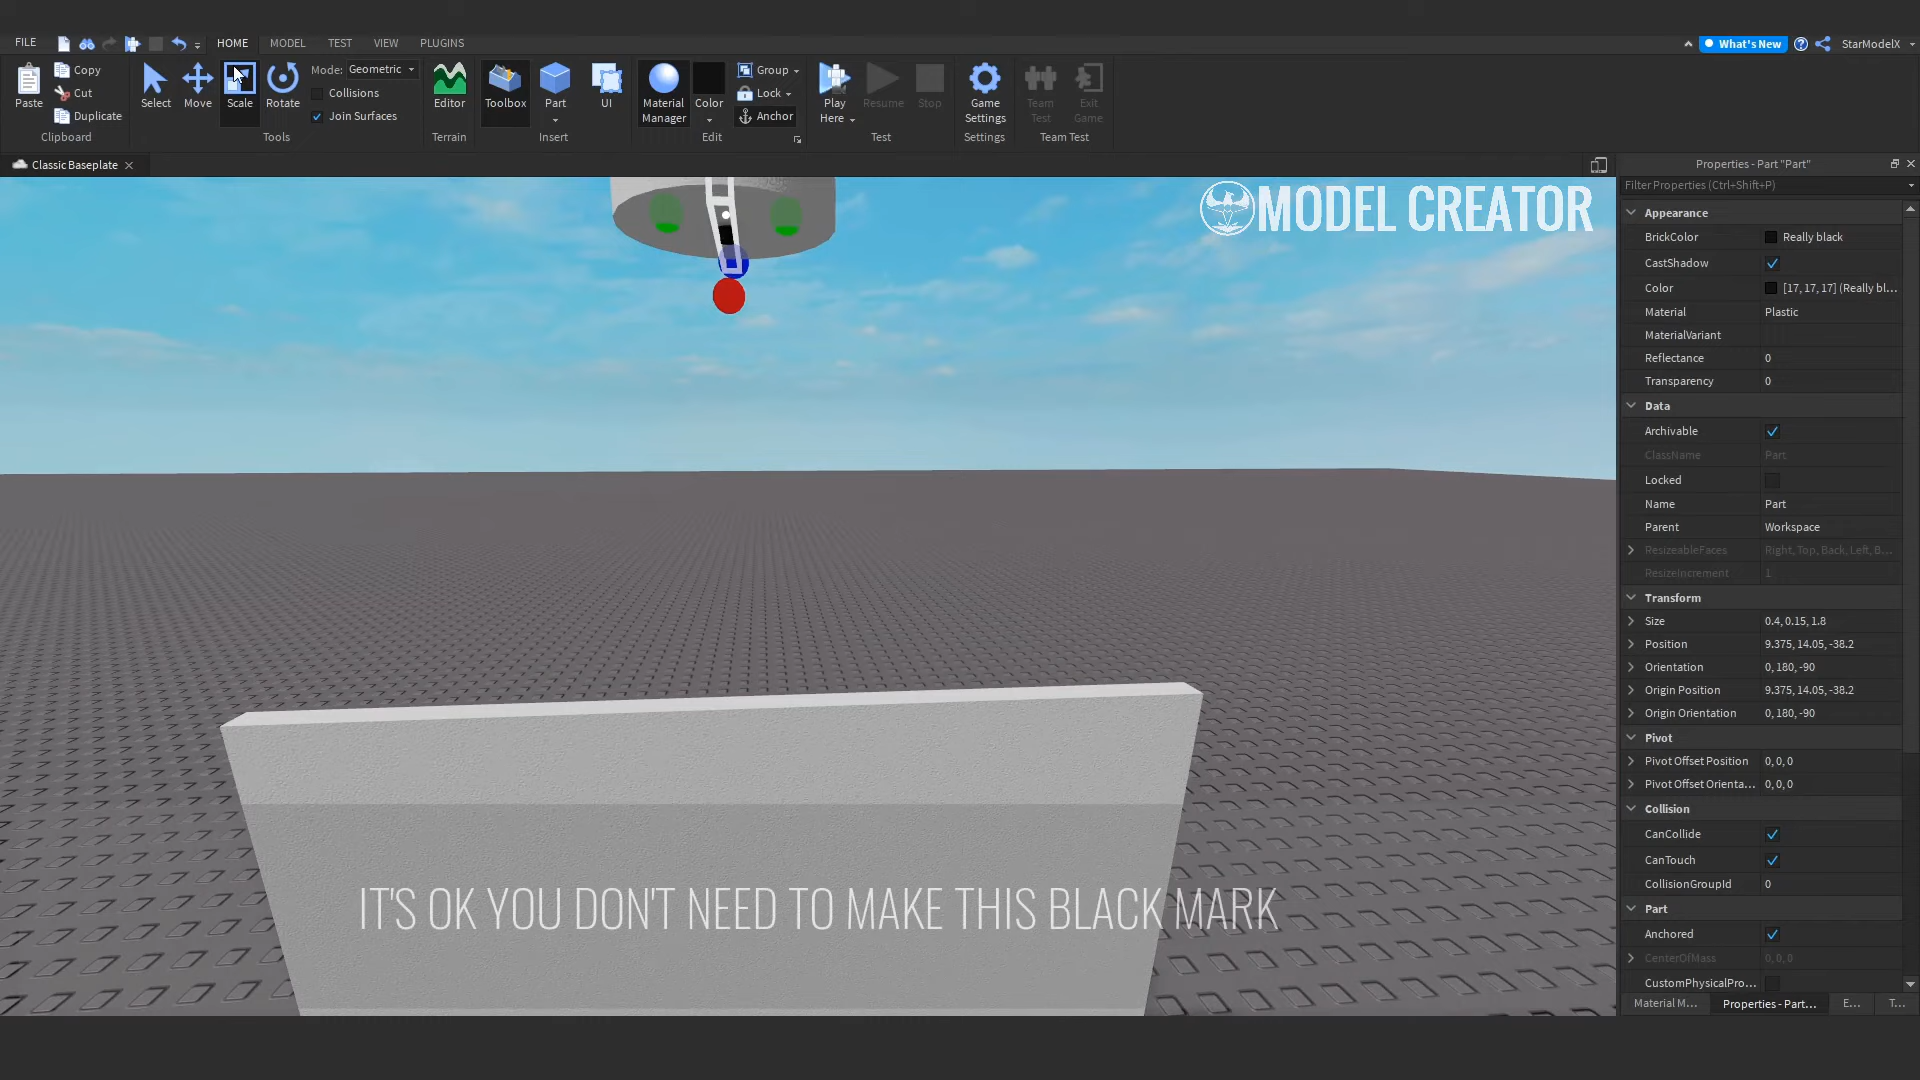 FILE HOME MODEL TEST VIEW PLUGINS What's New StarModelX
Paste Copy Cut Duplicate Clipboard
Select Move Scale Rotate Mode: Geometric Collisions Join Surfaces Tools
Editor Terrain
Toolbox Part UI Insert
Material Manager Color Group Lock Anchor Edit
Play Here Resume Stop Test
Game Settings Settings
Team Test Exit Game Team Test
Classic Baseplate
MODEL CREATOR
IT'S OK YOU DON'T NEED TO MAKE THIS BLACK MARK
Properties - Part "Part"
Filter Properties (Ctrl+Shift+P)
Appearance
BrickColor Really black
CastShadow
Color [17, 17, 17] (Really bl...
Material Plastic
MaterialVariant
Reflectance 0
Transparency 0
Data
Archivable
ClassName Part
Locked
Name Part
Parent Workspace
ResizeableFaces Right, Top, Back, Left, B...
ResizeIncrement 1
Transform
Size 0.4, 0.15, 1.8
Position 9.375, 14.05, -38.2
Orientation 0, 180, -90
Origin Position 9.375, 14.05, -38.2
Origin Orientation 0, 180, -90
Pivot
Pivot Offset Position 0, 0, 0
Pivot Offset Orienta... 0, 0, 0
Collision
CanCollide
CanTouch
CollisionGroupId 0
Part
Anchored
CenterOfMass 0, 0, 0
CustomPhysicalPro...
Material M... Properties - Part... E... T...